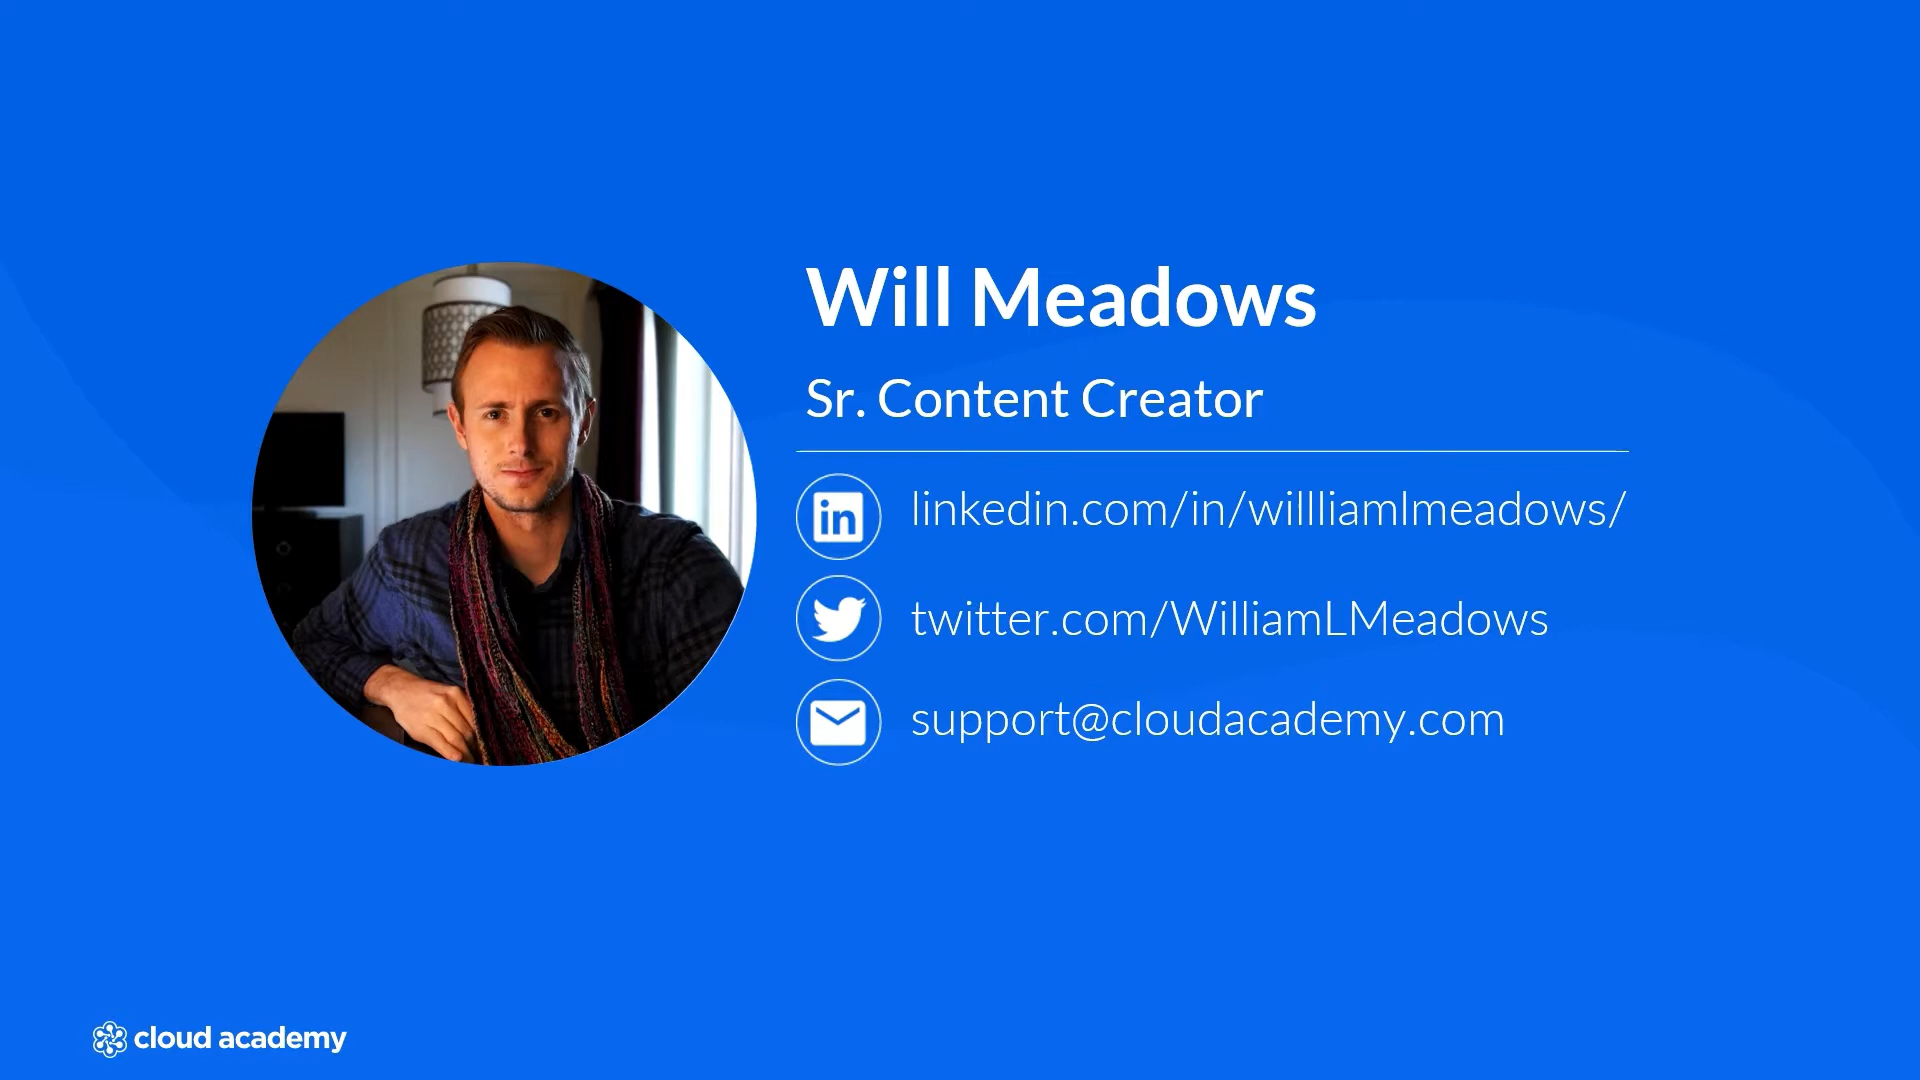 Will Meadows
Sr. Content Creator
linkedin.com/in/willliamlmeadows/
twitter.com/WilliamLMeadows
support@cloudacademy.com
cloud academy